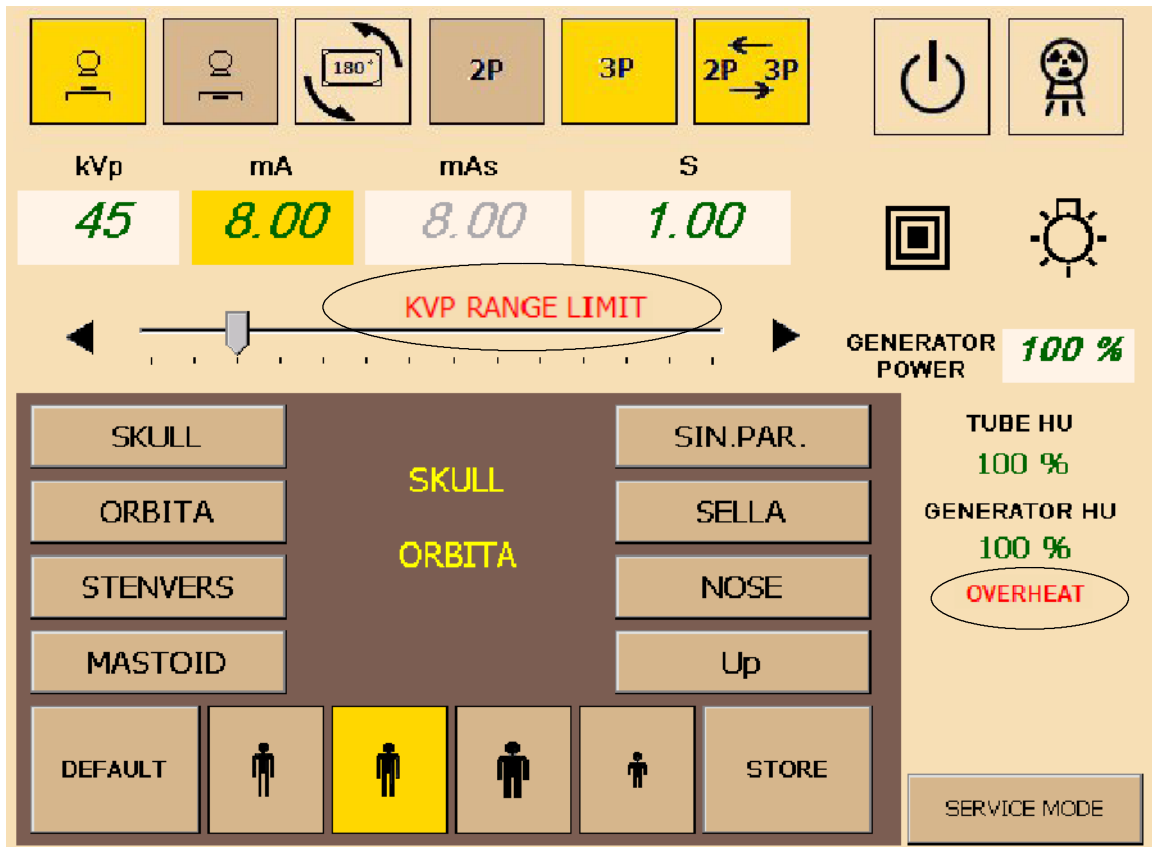 180°
2P
3P
2P 3P
kVp
mA
mAs
S
45
8.00
8.00
1.00
KVP RANGE LIMIT
GENERATOR
POWER
100 %
SKULL
SIN.PAR.
SKULL
ORBITA
SELLA
ORBITA
STENVERS
NOSE
MASTOID
Up
TUBE HU
100 %
GENERATOR HU
100 %
OVERHEAT
DEFAULT
STORE
SERVICE MODE